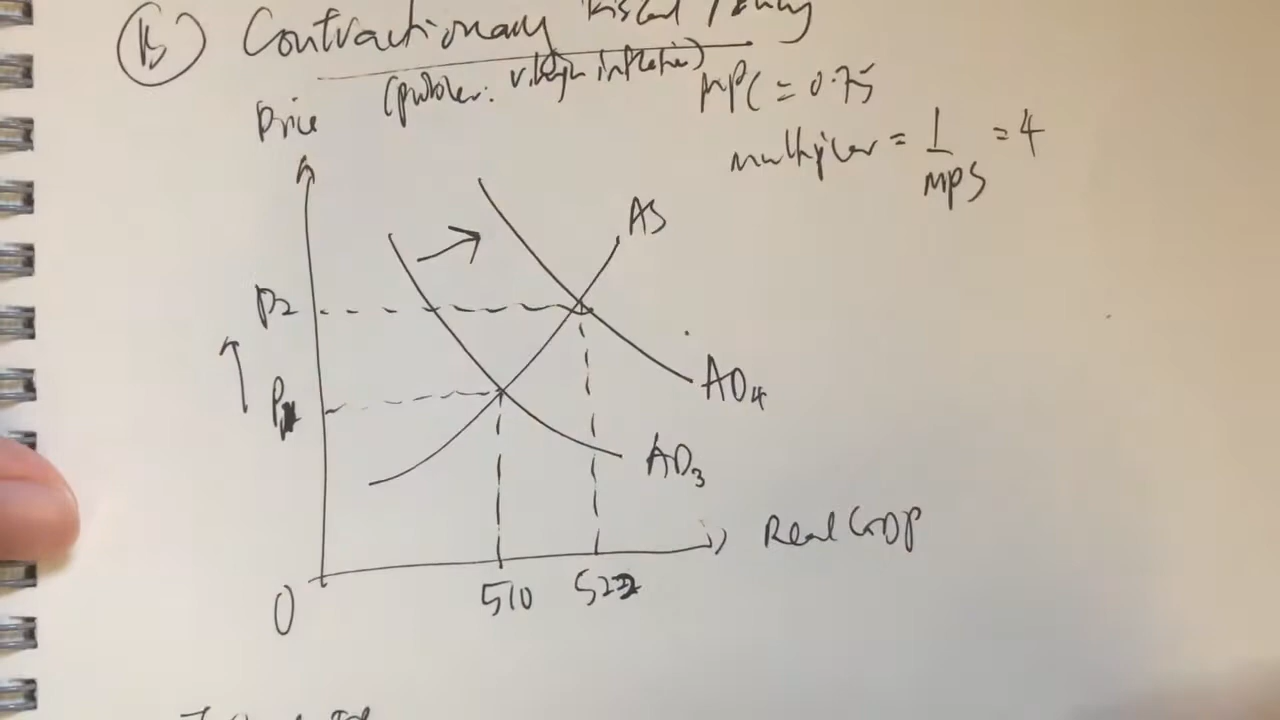 B Contractionary Fiscal Policy
(problem: v. high inflation)
MPC = 0.75
multiplier = 1/MPS = 4
Price
AS
P2
P1
AD4
AD3
Real GDP
0
510 522